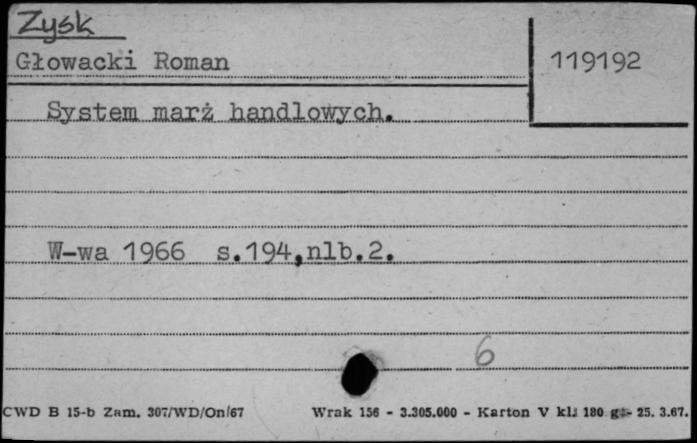 Zysk
Głowacki Roman
119192
System marż handlowych.
W-wa 1966 s.194,nlb.2.
6
CWD B 15-b Zam. 307/WD/On/67 Wrak 156 - 3.305.000 - Karton V kl. 180 g. - 25. 3.67.